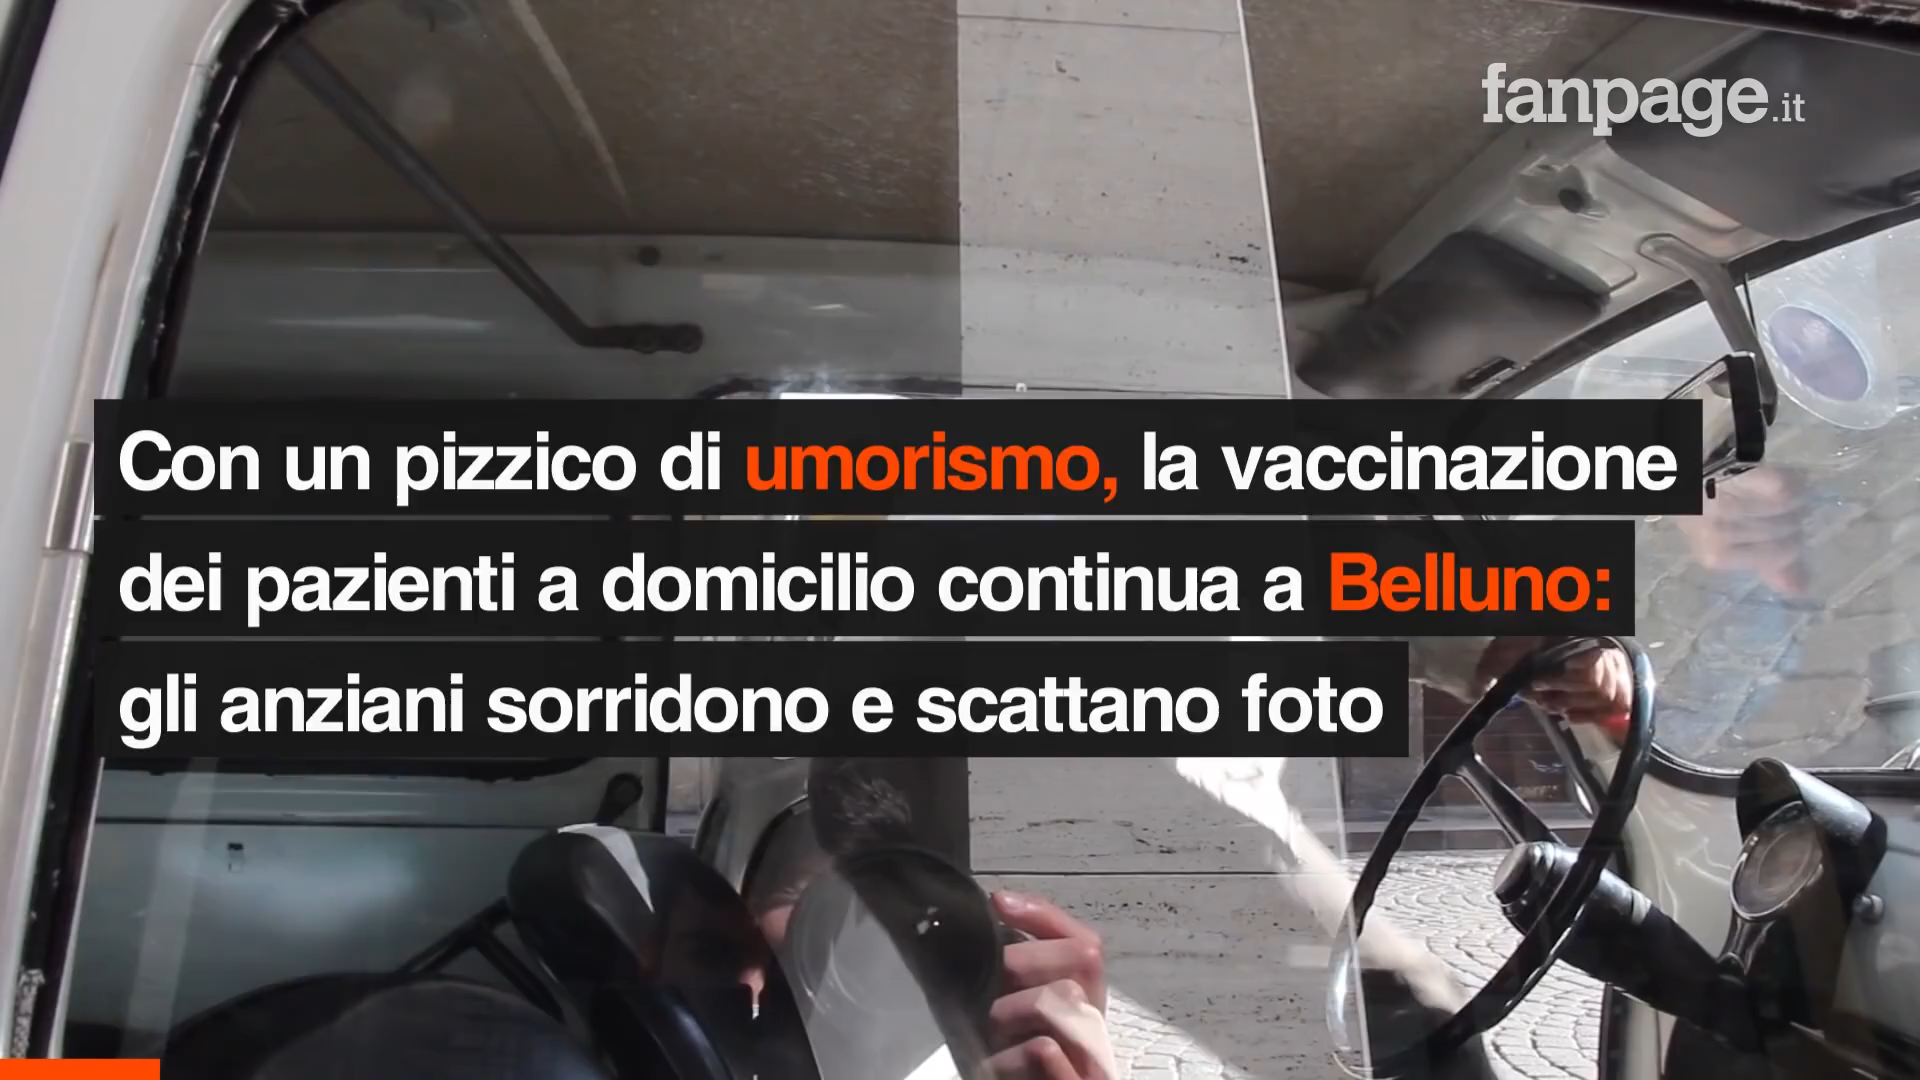 fanpage.it
Con un pizzico di umorismo, la vaccinazione
dei pazienti a domicilio continua a Belluno:
gli anziani sorridono e scattano foto